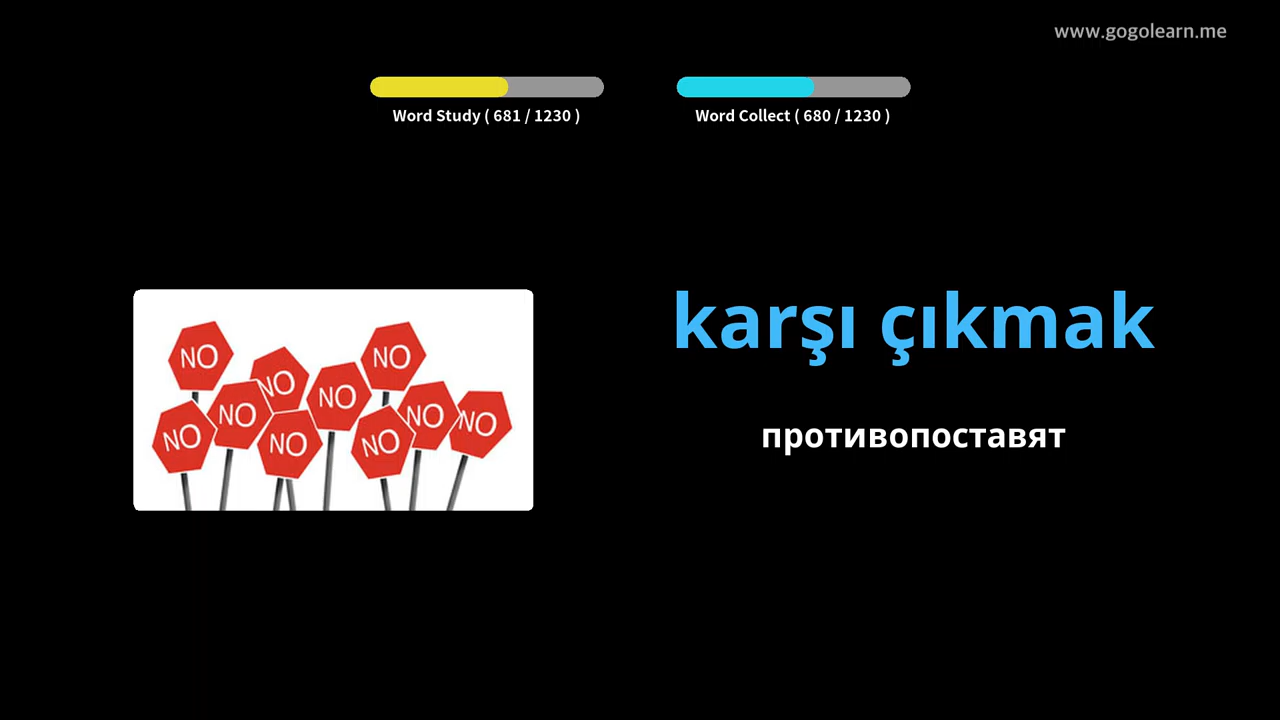 www.gogolearn.me
Word Study ( 681 / 1230 )
Word Collect ( 680 / 1230 )
karşı çıkmak
противопоставят
NO
NO
NO
NO
NO
NO
NO
NO
NO
NO